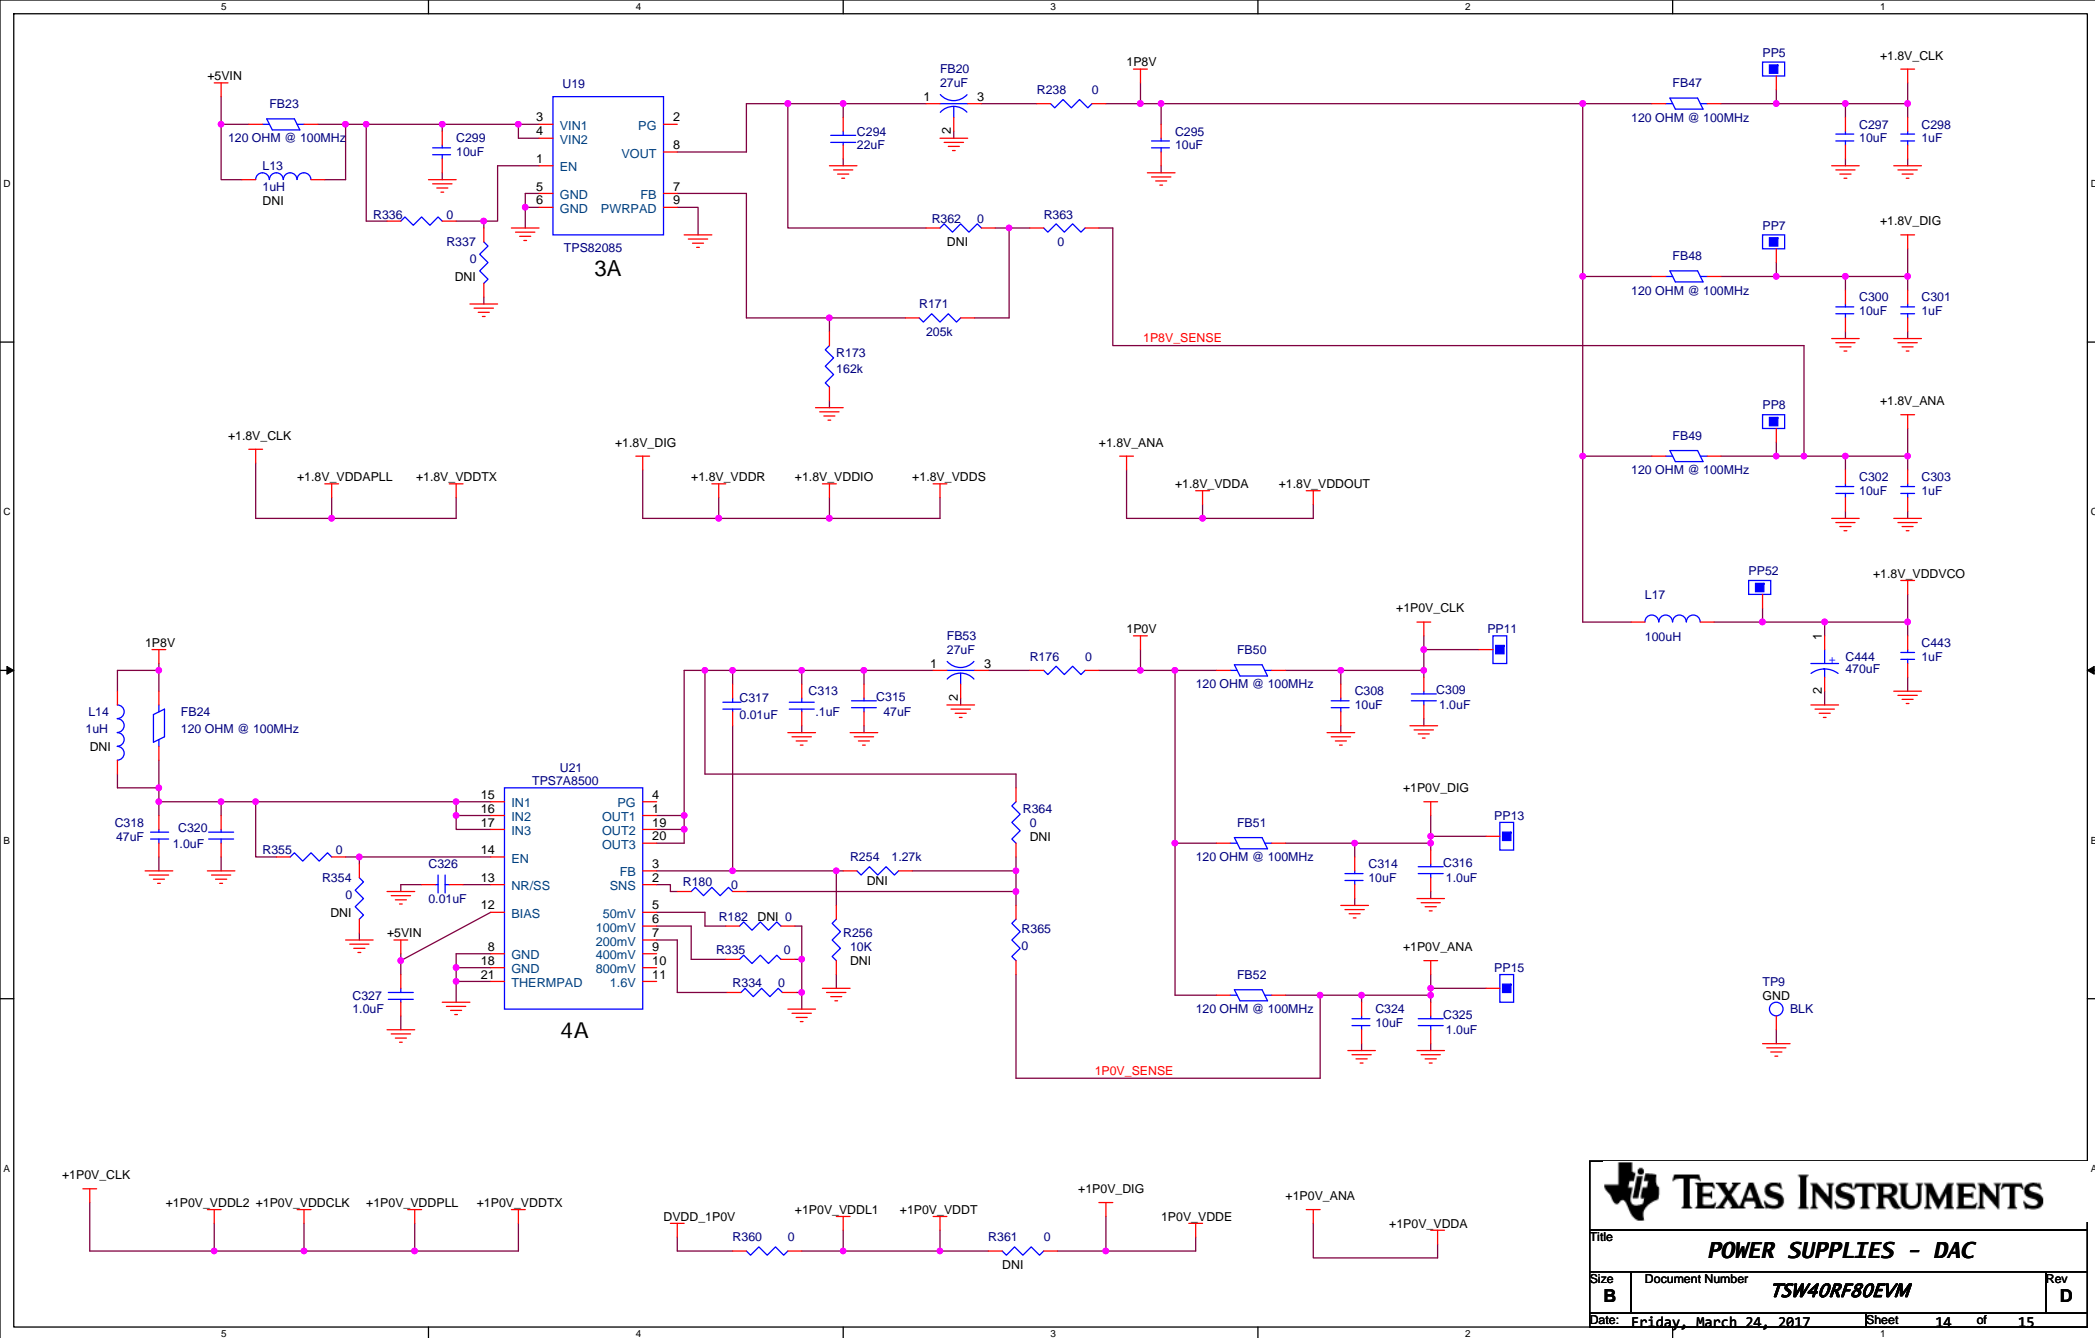 5 4 3 2 1
D
C
B
A
+5VIN
FB23
120 OHM @ 100MHz
L13
1uH
DNI
C299
10uF
R336 0
R337
0
DNI
U19
3 VIN1
4 VIN2
1 EN
5 GND
6 GND
PG 2
VOUT 8
FB 7
PWRPAD 9
TPS82085
3A
C294
22uF
FB20
27uF
1 3
2
R238 0
1P8V
C295
10uF
R362 0
DNI
R363
0
R171
205k
R173
162k
1P8V_SENSE
FB47
120 OHM @ 100MHz
PP5
+1.8V_CLK
C297
10uF
C298
1uF
FB48
120 OHM @ 100MHz
PP7
+1.8V_DIG
C300
10uF
C301
1uF
FB49
120 OHM @ 100MHz
PP8
+1.8V_ANA
C302
10uF
C303
1uF
L17
100uH
PP52
+1.8V_VDDVCO
1
+
2
C444
470uF
C443
1uF
+1.8V_CLK
+1.8V_VDDAPLL +1.8V_VDDTX
+1.8V_DIG
+1.8V_VDDR +1.8V_VDDIO +1.8V_VDDS
+1.8V_ANA
+1.8V_VDDA +1.8V_VDDOUT
1P8V
L14
1uH
DNI
FB24
120 OHM @ 100MHz
C318
47uF
C320
1.0uF
R355 0
R354
0
DNI
C326
0.01uF
+5VIN
C327
1.0uF
U21
TPS7A8500
15 IN1
16 IN2
17 IN3
14 EN
13 NR/SS
12 BIAS
8 GND
18 GND
21 THERMPAD
PG 4
OUT1 1
OUT2 19
OUT3 20
FB 3
SNS 2
50mV 5
100mV 6
200mV 7
400mV 9
800mV 10
1.6V 11
4A
C317
0.01uF
C313
.1uF
C315
47uF
FB53
27uF
1 3
2
R176 0
1P0V
R364
0
DNI
R254 1.27k
DNI
R180 0
R182 DNI 0
R335 0
R334 0
R256
10K
DNI
R365
0
1P0V_SENSE
FB50
120 OHM @ 100MHz
+1P0V_CLK
PP11
C308
10uF
C309
1.0uF
FB51
120 OHM @ 100MHz
+1P0V_DIG
PP13
C314
10uF
C316
1.0uF
FB52
120 OHM @ 100MHz
+1P0V_ANA
PP15
C324
10uF
C325
1.0uF
TP9
GND
BLK
+1P0V_CLK
+1P0V_VDDL2 +1P0V_VDDCLK +1P0V_VDDPLL +1P0V_VDDTX
DVDD_1P0V
R360 0
+1P0V_VDDL1 +1P0V_VDDT
R361 0
DNI
+1P0V_DIG
1P0V_VDDE
+1P0V_ANA
+1P0V_VDDA
TEXAS INSTRUMENTS
Title
POWER SUPPLIES - DAC
Size
B
Document Number
TSW40RF80EVM
Rev
D
Date: Friday, March 24, 2017 Sheet 14 of 15
5 4 3 2 1
D
C
B
A